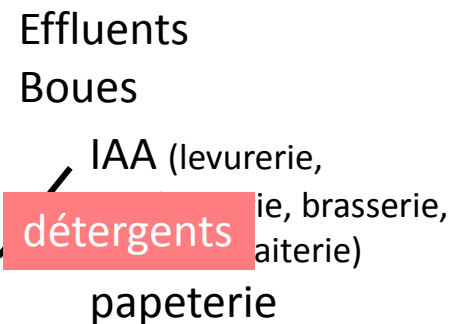 Effluents
Boues
IAA (levurerie,
ie, brasserie,
détergents
aiterie)
papeterie